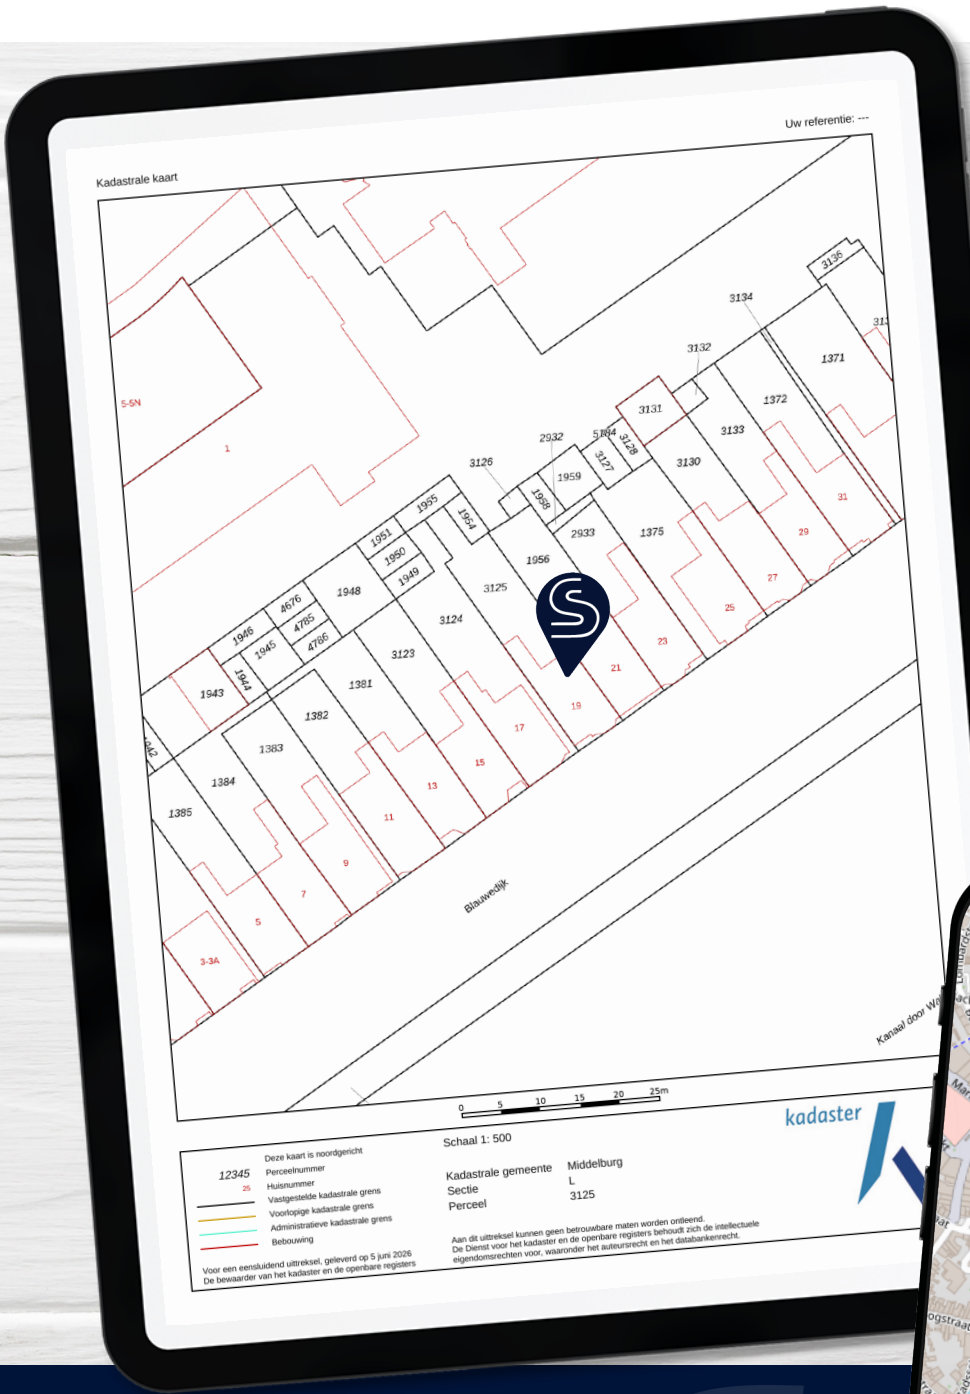 Uw referentie: ---
Kadastrale kaart
3136
3134
3132
1371
5-5N
1372
3131
3133
1
2932
5784
3128
3126
3127
3130
1959
1955
1958
31
1954
1951
2933
1375
29
1950
1956
1949
3125
27
4676
1948
25
4785
3124
1946
4786
23
1945
3123
21
1944
1943
1381
19
1382
17
1383
15
1384
13
1385
11
9
7
5
3-3A
Blauwedijk
Kanaal door Wa
0 5 10 15 20 25m
Schaal 1: 500
kadaster
Deze kaart is noordgericht
12345 Perceelnummer
25 Huisnummer
Vastgestelde kadastrale grens
Voorlopige kadastrale grens
Administratieve kadastrale grens
Bebouwing
Kadastrale gemeente Middelburg
Sectie L
Perceel 3125
Voor een eensluidend uittreksel, geleverd op 5 juni 2026
De bewaarder van het kadaster en de openbare registers
Aan dit uittreksel kunnen geen betrouwbare maten worden ontleend.
De Dienst voor het kadaster en de openbare registers behoudt zich de intellectuele
eigendomsrechten voor, waaronder het auteursrecht en het databankenrecht.